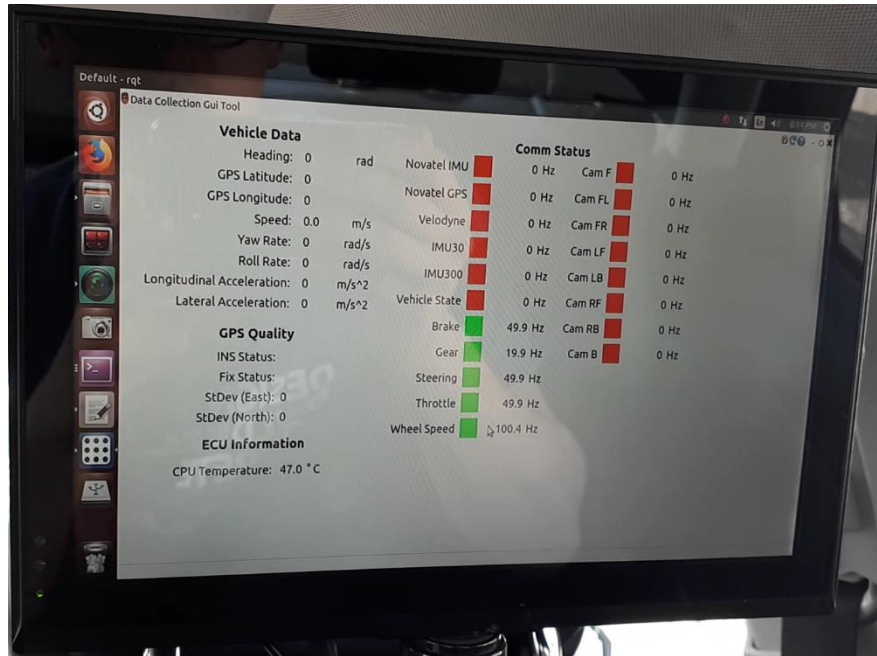 Default - rqt
Data Collection Gui Tool
En
8:14 PM
Vehicle Data
Heading: 0 rad
GPS Latitude: 0
GPS Longitude: 0
Speed: 0.0 m/s
Yaw Rate: 0 rad/s
Roll Rate: 0 rad/s
Longitudinal Acceleration: 0 m/s^2
Lateral Acceleration: 0 m/s^2
GPS Quality
INS Status:
Fix Status:
StDev (East): 0
StDev (North): 0
ECU Information
CPU Temperature: 47.0 °C
Comm Status
Novatel IMU 0 Hz Cam F 0 Hz
Novatel GPS 0 Hz Cam FL 0 Hz
Velodyne 0 Hz Cam FR 0 Hz
IMU30 0 Hz Cam LF 0 Hz
IMU300 0 Hz Cam LB 0 Hz
Vehicle State 0 Hz Cam RF 0 Hz
Brake 49.9 Hz Cam RB 0 Hz
Gear 19.9 Hz Cam B 0 Hz
Steering 49.9 Hz
Throttle 49.9 Hz
Wheel Speed 100.4 Hz